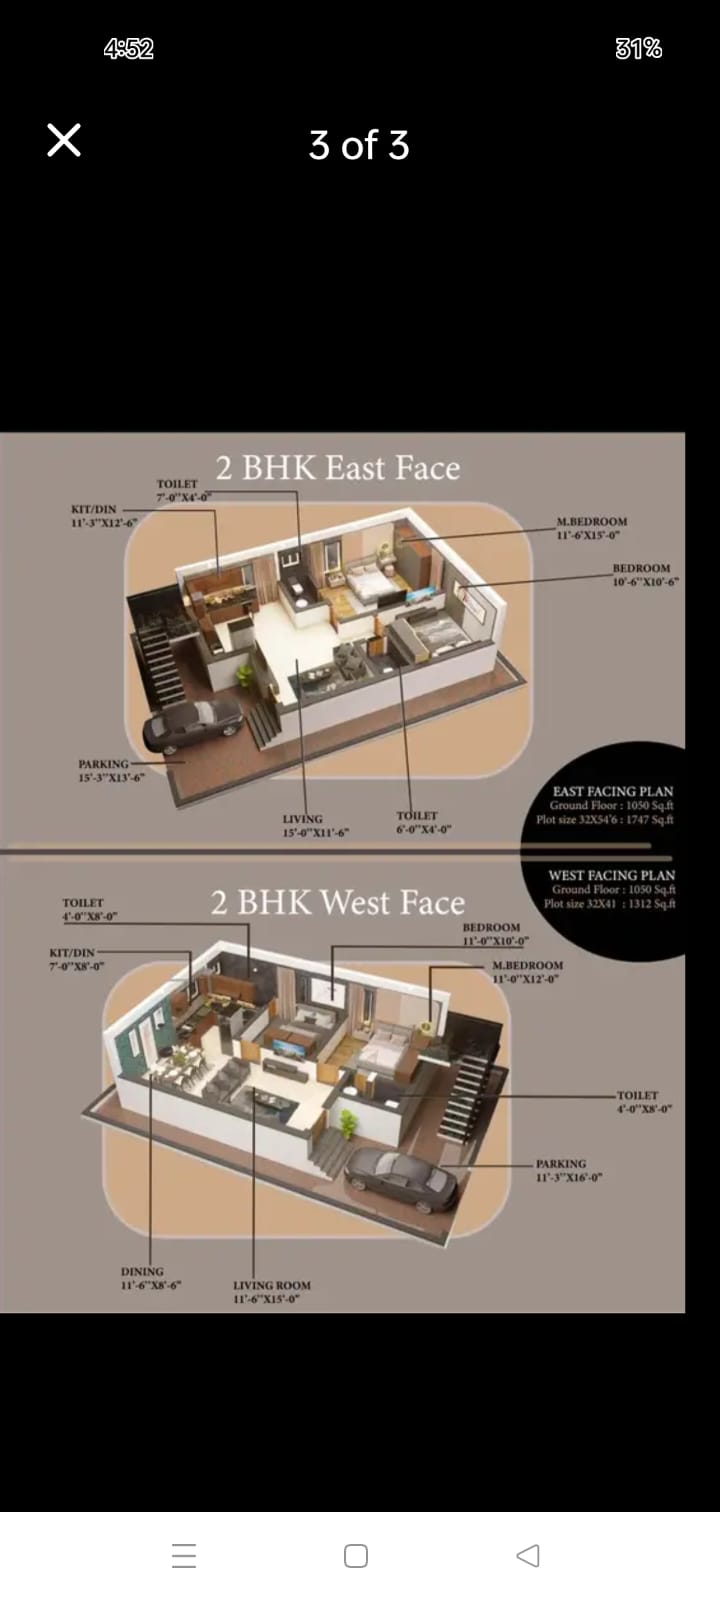 4:52
31%
3 of 3
2 BHK East Face
TOILET
7'-0"X4'-0"
KIT/DIN
11'-3"X12'-6"
M.BEDROOM
11'-6'X15'-0"
BEDROOM
10'-6"X10'-6"
PARKING
15'-3"X13'-6"
LIVING
15'-0"X11'-6"
TOILET
6'-0"X4'-0"
EAST FACING PLAN
Ground Floor : 1050 Sq.ft
Plot size 32X54'6 : 1747 Sq.ft
WEST FACING PLAN
Ground Floor : 1050 Sq.ft
Plot size 32X41 : 1312 Sq.ft
2 BHK West Face
TOILET
4'-0"X8'-0"
KIT/DIN
7'-0"X8'-0"
BEDROOM
11'-0"X10'-0"
M.BEDROOM
11'-0"X12'-0"
TOILET
4'-0"X8'-0"
PARKING
11'-3"X16'-0"
DINING
11'-6"X8'-6"
LIVING ROOM
11'-6"X15'-0"